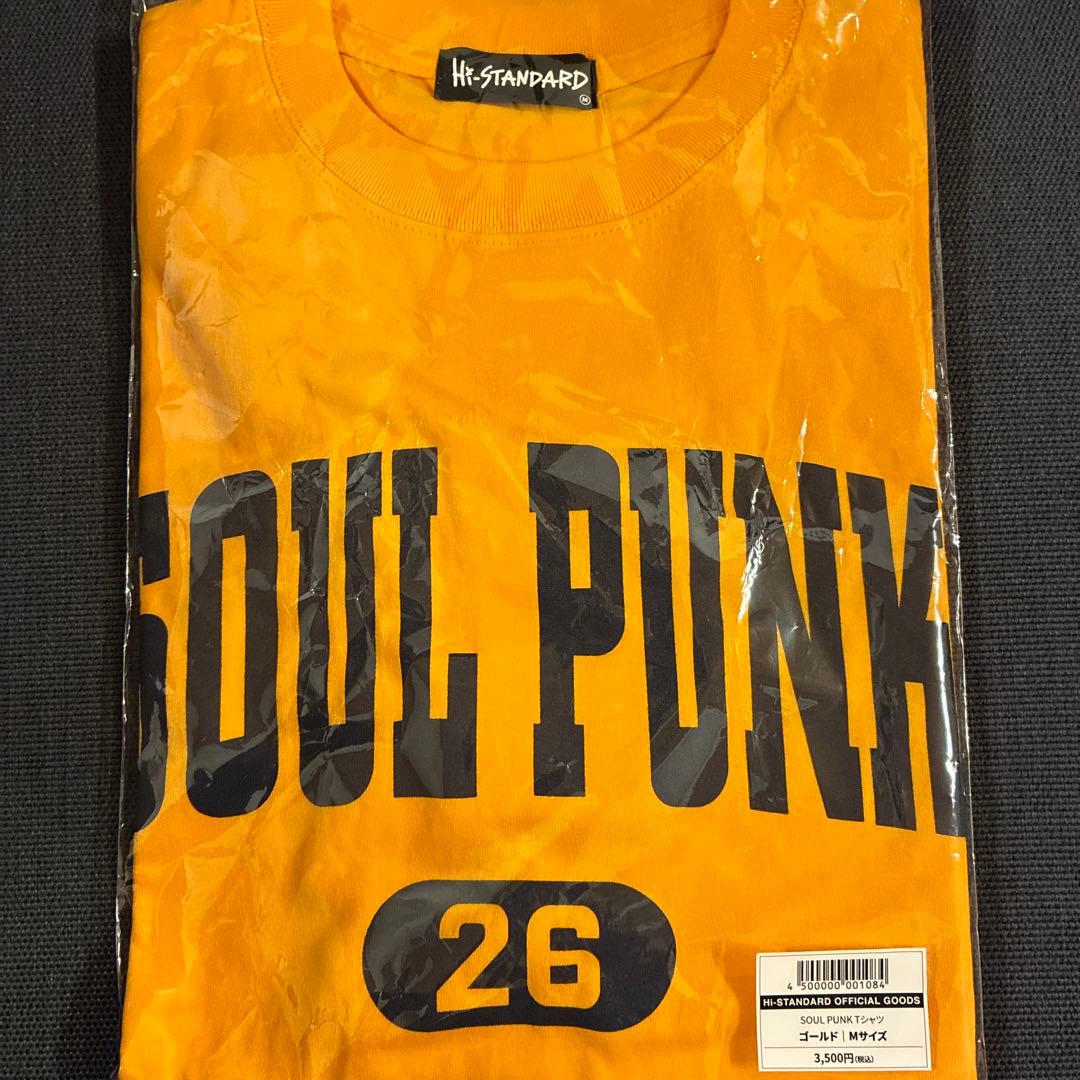 Hi-STANDARD
M
SOUL PUNK
26
4 500000 001084
Hi-STANDARD OFFICIAL GOODS
SOUL PUNK Tシャツ
ゴールド｜Mサイズ
3,500円(税込)